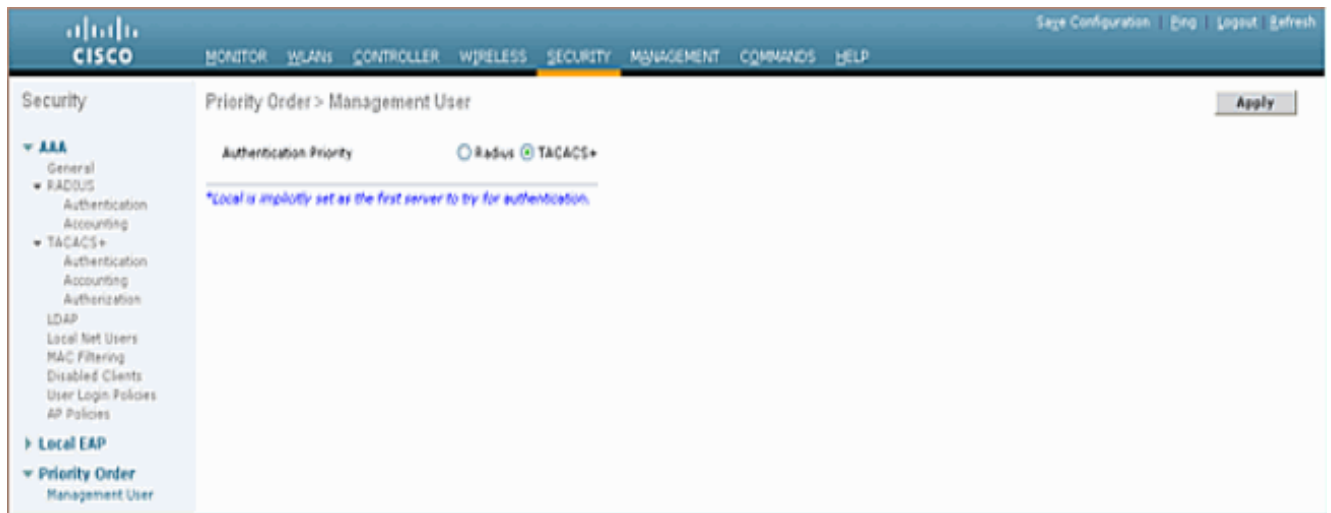 Save Configuration | Ping | Logout | Refresh
CISCO
MONITOR WLANs CONTROLLER WIRELESS SECURITY MANAGEMENT COMMANDS HELP
Security
Priority Order > Management User
Apply
AAA
General
RADIUS
Authentication
Accounting
TACACS+
Authentication
Accounting
Authorization
LDAP
Local Net Users
MAC Filtering
Disabled Clients
User Login Policies
AP Policies
Local EAP
Priority Order
Management User
Authentication Priority Radius TACACS+
*Local is implicitly set as the first server to try for authentication.